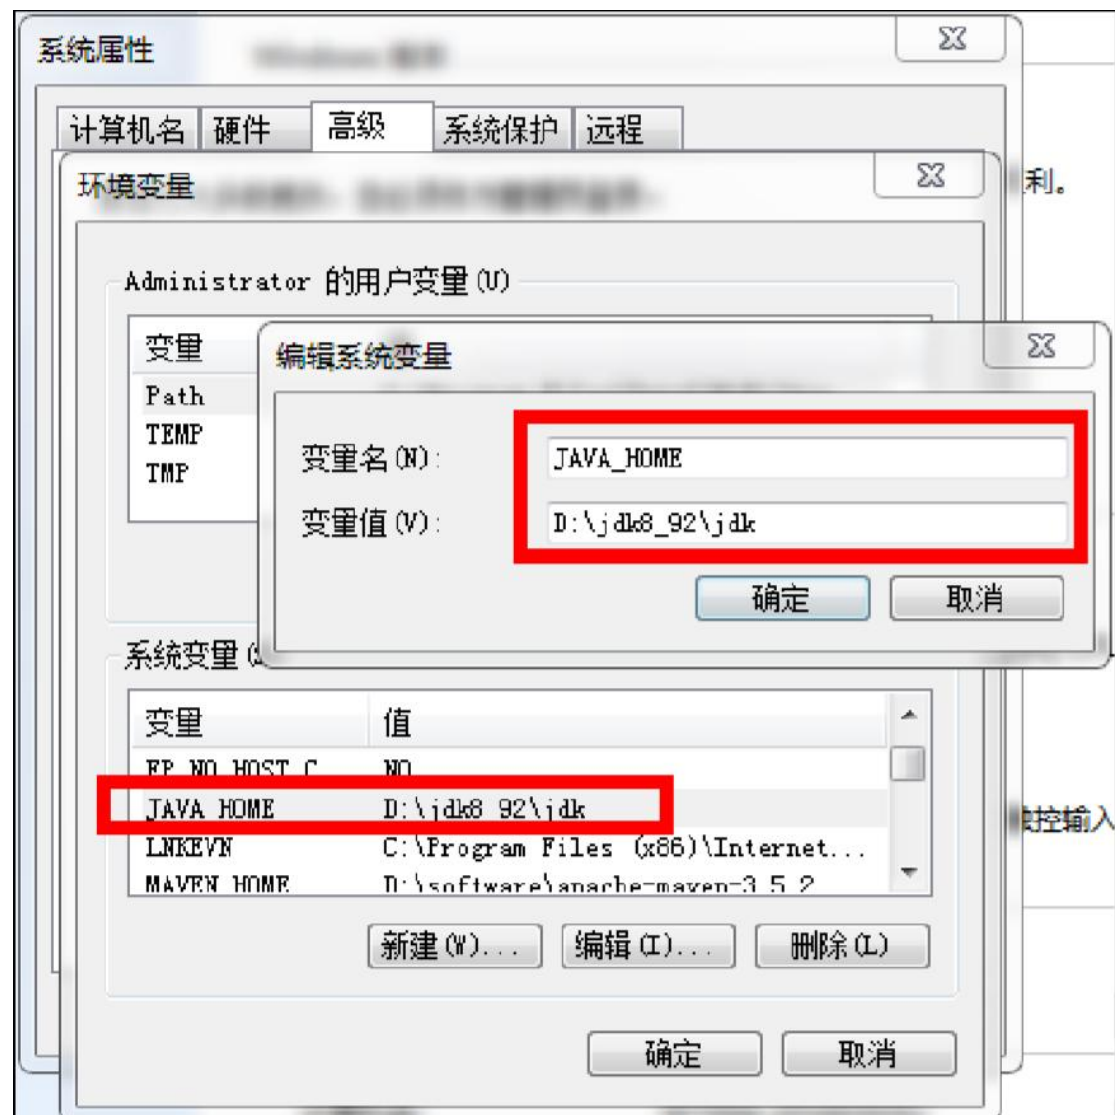 系统属性
计算机名 硬件 高级 系统保护 远程
环境变量
利。
Administrator 的用户变量(U)
变量
编辑系统变量
Path
TEMP
TMP
变量名(N): JAVA_HOME
变量值(V): D:\jdk8_92\jdk
确定 取消
系统变量
变量 值
FP_NO_HOST_C NO
JAVA_HOME D:\jdk8_92\jdk
控输入
LNKEVN C:\Program Files (x86)\Internet...
MAVEN_HOME D:\software\apache-maven-3.5.2
新建(W)... 编辑(I)... 删除(L)
确定 取消